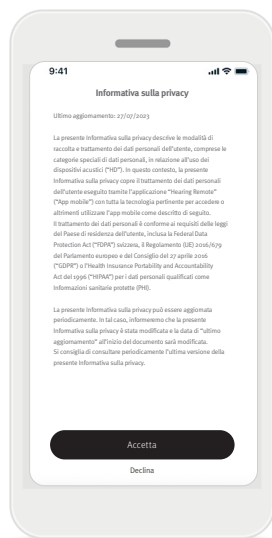 9:41
Informativa sulla privacy
Ultimo aggiornamento: 27/07/2023
La presente Informativa sulla privacy descrive le modalità di
raccolta e trattamento dei dati personali dell'utente, comprese le
categorie speciali di dati personali, in relazione all'uso dei
dispositivi acustici ("HD"). In questo contesto, la presente
Informativa sulla privacy copre il trattamento dei dati personali
dell'utente eseguito tramite l'applicazione "Hearing Remote"
("App mobile") con tutta la tecnologia pertinente per accedere o
altrimenti utilizzare l'app mobile come descritto di seguito.
Il trattamento dei dati personali è conforme ai requisiti delle leggi
del Paese di residenza dell'utente, inclusa la Federal Data
Protection Act ("FDPA") svizzera, il Regolamento (UE) 2016/679
del Parlamento europeo e del Consiglio del 27 aprile 2016
("GDPR") o l'Health Insurance Portability and Accountability
Act del 1996 ("HIPAA") per i dati personali qualificati come
Informazioni sanitarie protette (PHI).
La presente Informativa sulla privacy può essere aggiornata
periodicamente. In tal caso, informeremo che la presente
Informativa sulla privacy è stata modificata e la data di "ultimo
aggiornamento" all'inizio del documento sarà modificata.
Si consiglia di consultare periodicamente l'ultima versione della
presente Informativa sulla privacy.
Accetta
Declina